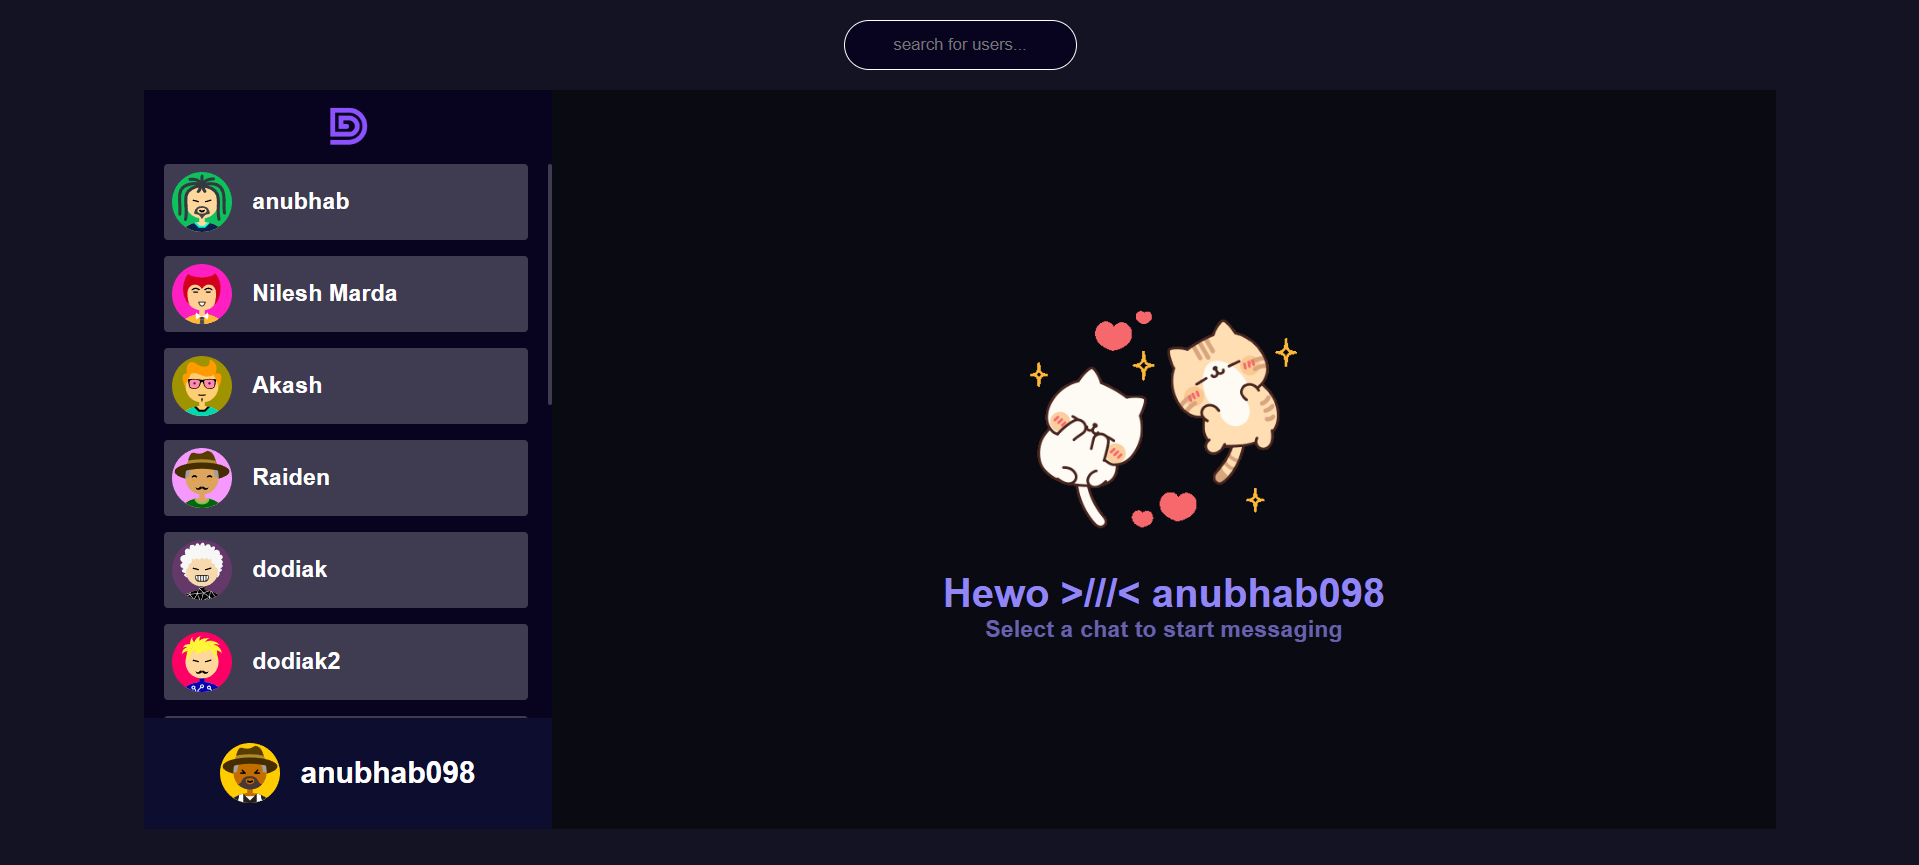 search for users...
anubhab
Nilesh Marda
Akash
Raiden
dodiak
dodiak2
anubhab098
Hewo >///< anubhab098
Select a chat to start messaging